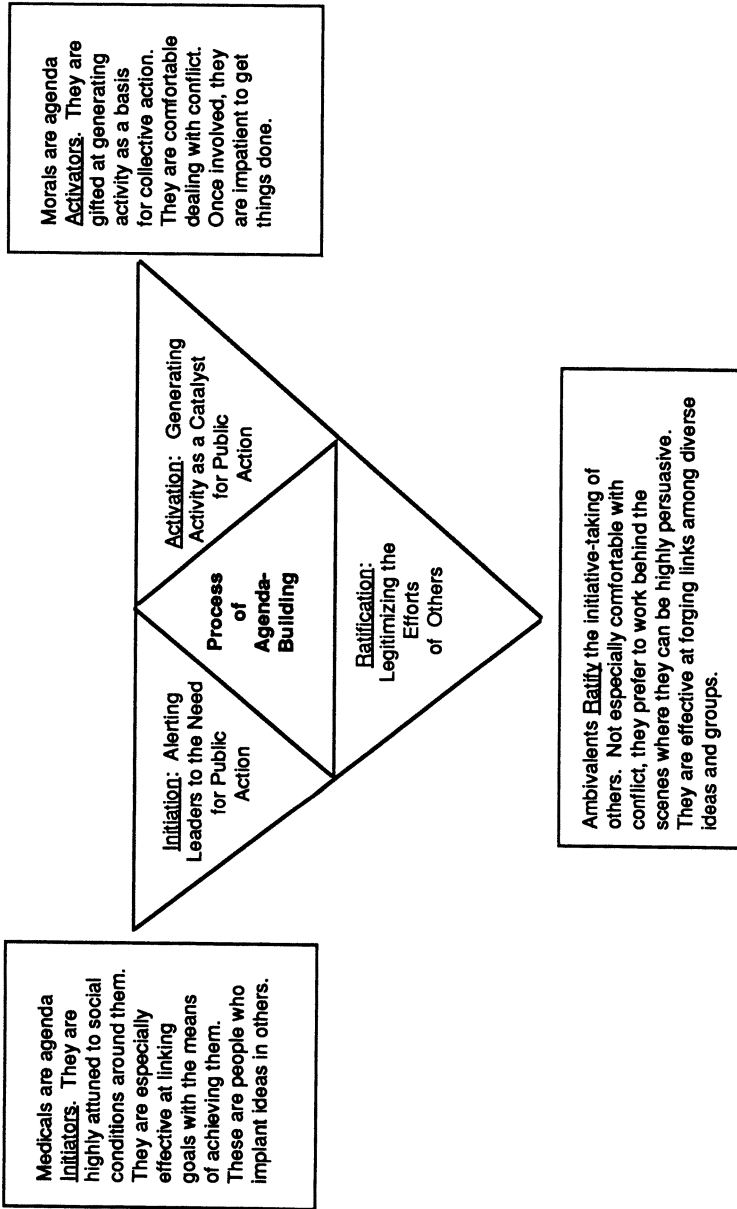 Medicals are agenda
Initiators. They are
highly attuned to social
conditions around them.
They are especially
effective at linking
goals with the means
of achieving them.
These are people who
implant ideas in others.
Initiation: Alerting
Leaders to the Need
for Public
Action
Process
of
Agenda-
Building
Activation: Generating
Activity as a Catalyst
for Public
Action
Ratification:
Legitimizing the
Efforts
of Others
Morals are agenda
Activators. They are
gifted at generating
activity as a basis
for collective action.
They are comfortable
dealing with conflict.
Once involved, they
are impatient to get
things done.
Ambivalents Ratify the initiative-taking of
others. Not especially comfortable with
conflict, they prefer to work behind the
scenes where they can be highly persuasive.
They are effective at forging links among diverse
ideas and groups.